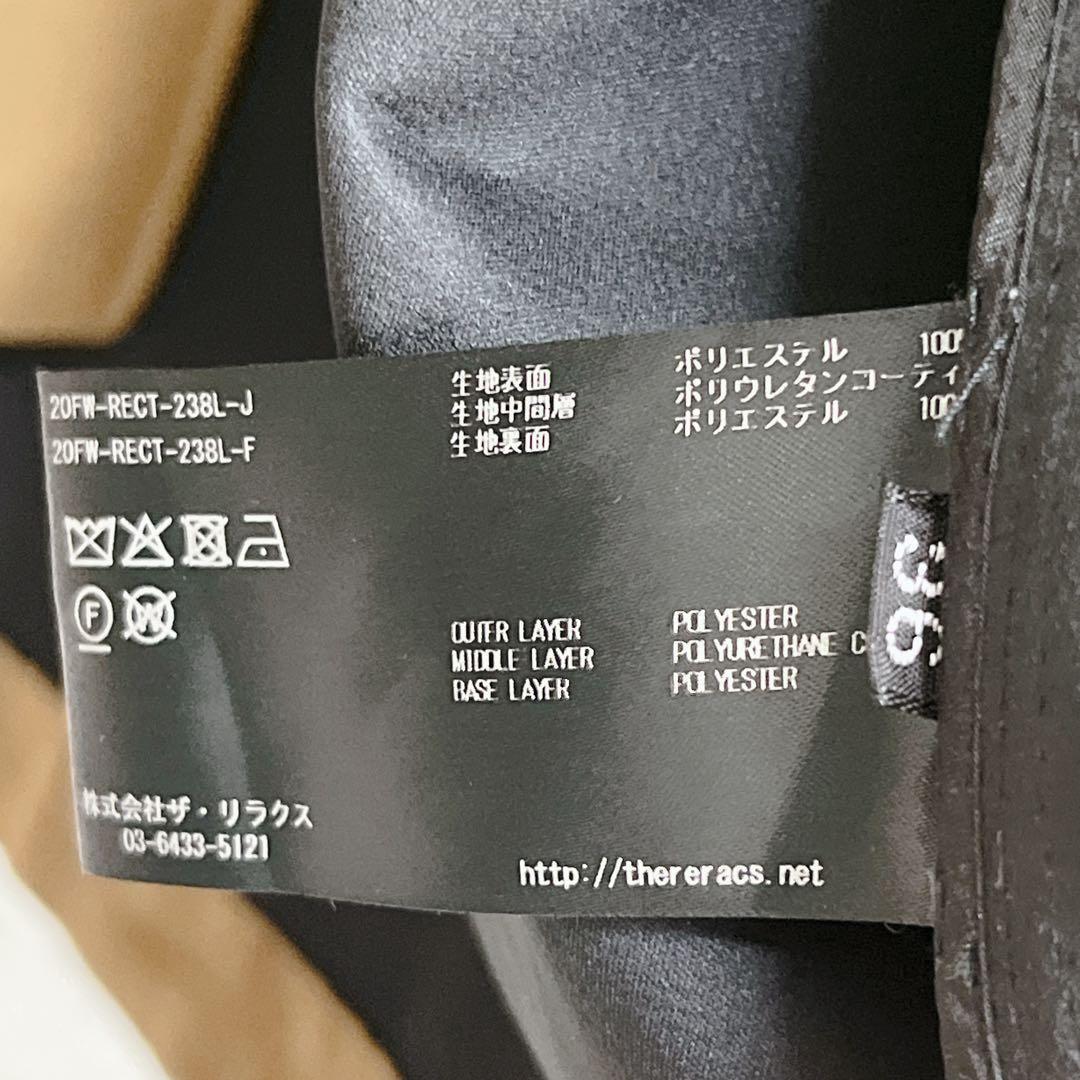 20FW-RECT-238L-J
20FW-RECT-238L-F
生地表面 ポリエステル 100%
生地中間層 ポリウレタンコーティ
生地裏面 ポリエステル 100
F W
OUTER LAYER POLYESTER
MIDDLE LAYER POLYURETHANE C
BASE LAYER POLYESTER
36
株式会社ザ・リラクス
03-6433-5121
http://thereracs.net